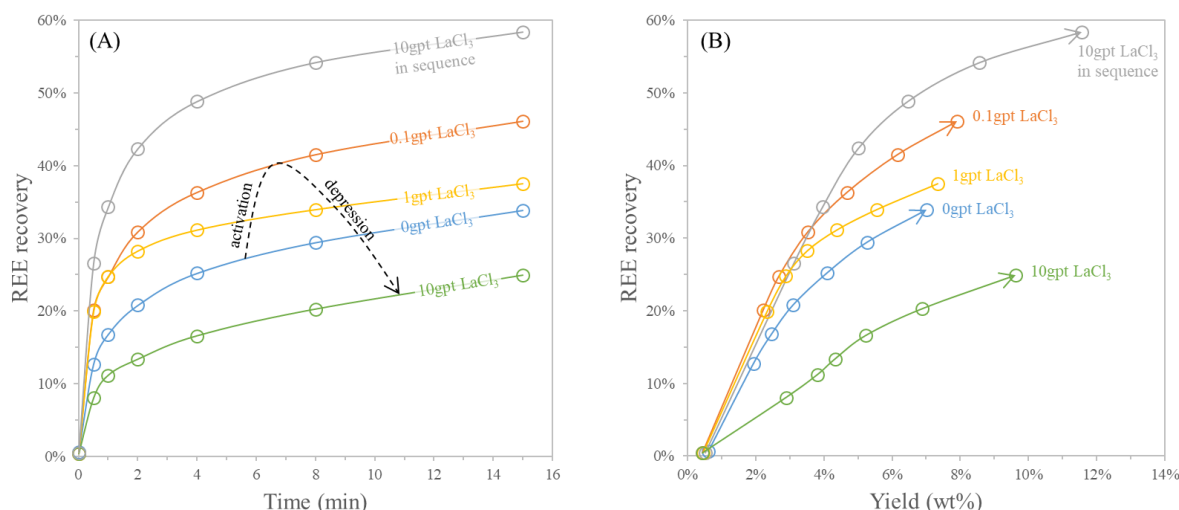 (A)
REE recovery
60%
50%
40%
30%
20%
10%
0%
10gpt LaCl₃
in sequence
0.1gpt LaCl₃
1gpt LaCl₃
0gpt LaCl₃
10gpt LaCl₃
activation
depression
0 2 4 6 8 10 12 14 16
Time (min)
(B)
REE recovery
60%
50%
40%
30%
20%
10%
0%
10gpt LaCl₃
in sequence
0.1gpt LaCl₃
1gpt LaCl₃
0gpt LaCl₃
10gpt LaCl₃
0% 2% 4% 6% 8% 10% 12% 14%
Yield (wt%)